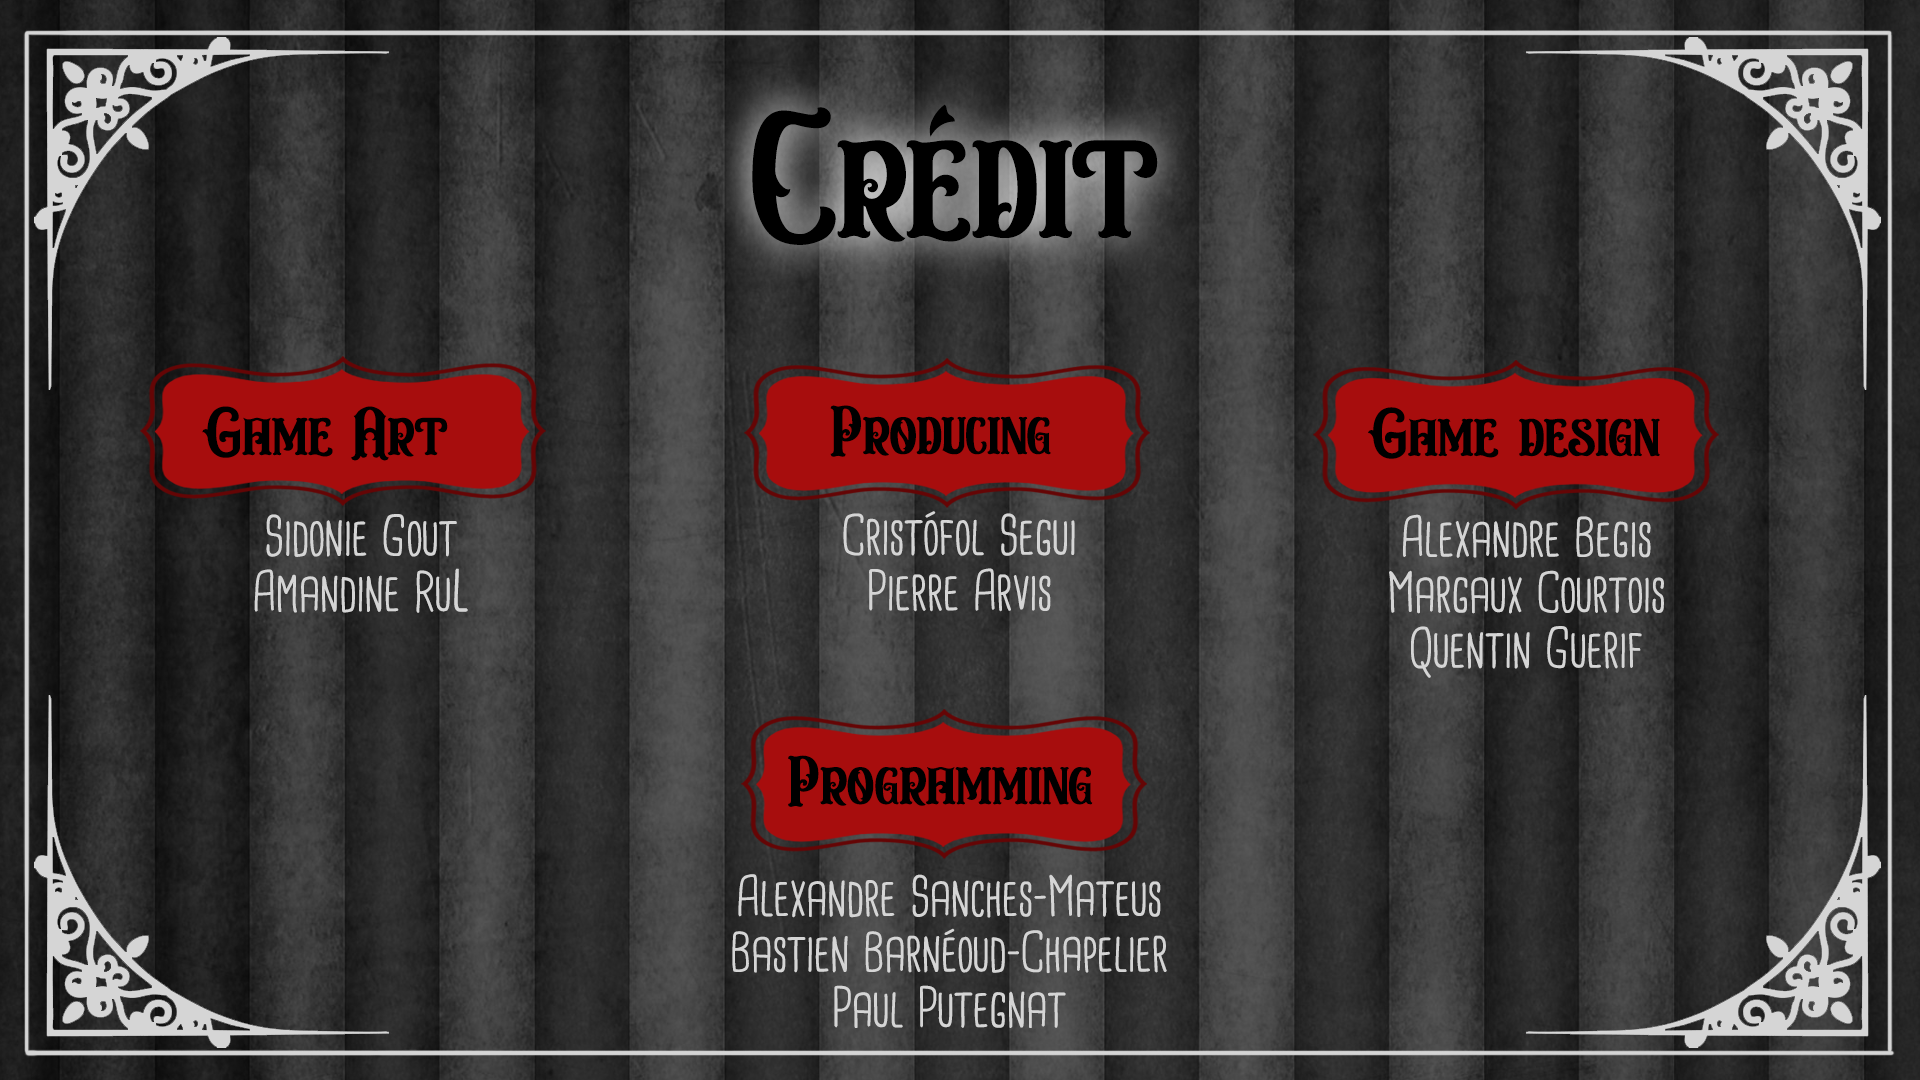 Crédit
Game Art
Sidonie Gout
Amandine Rul
Producing
Cristófol Segui
Pierre Arvis
Game design
Alexandre Begis
Margaux Courtois
Quentin Guerif
Programming
Alexandre Sanches-Mateus
Bastien Barnéoud-Chapelier
Paul Putegnat